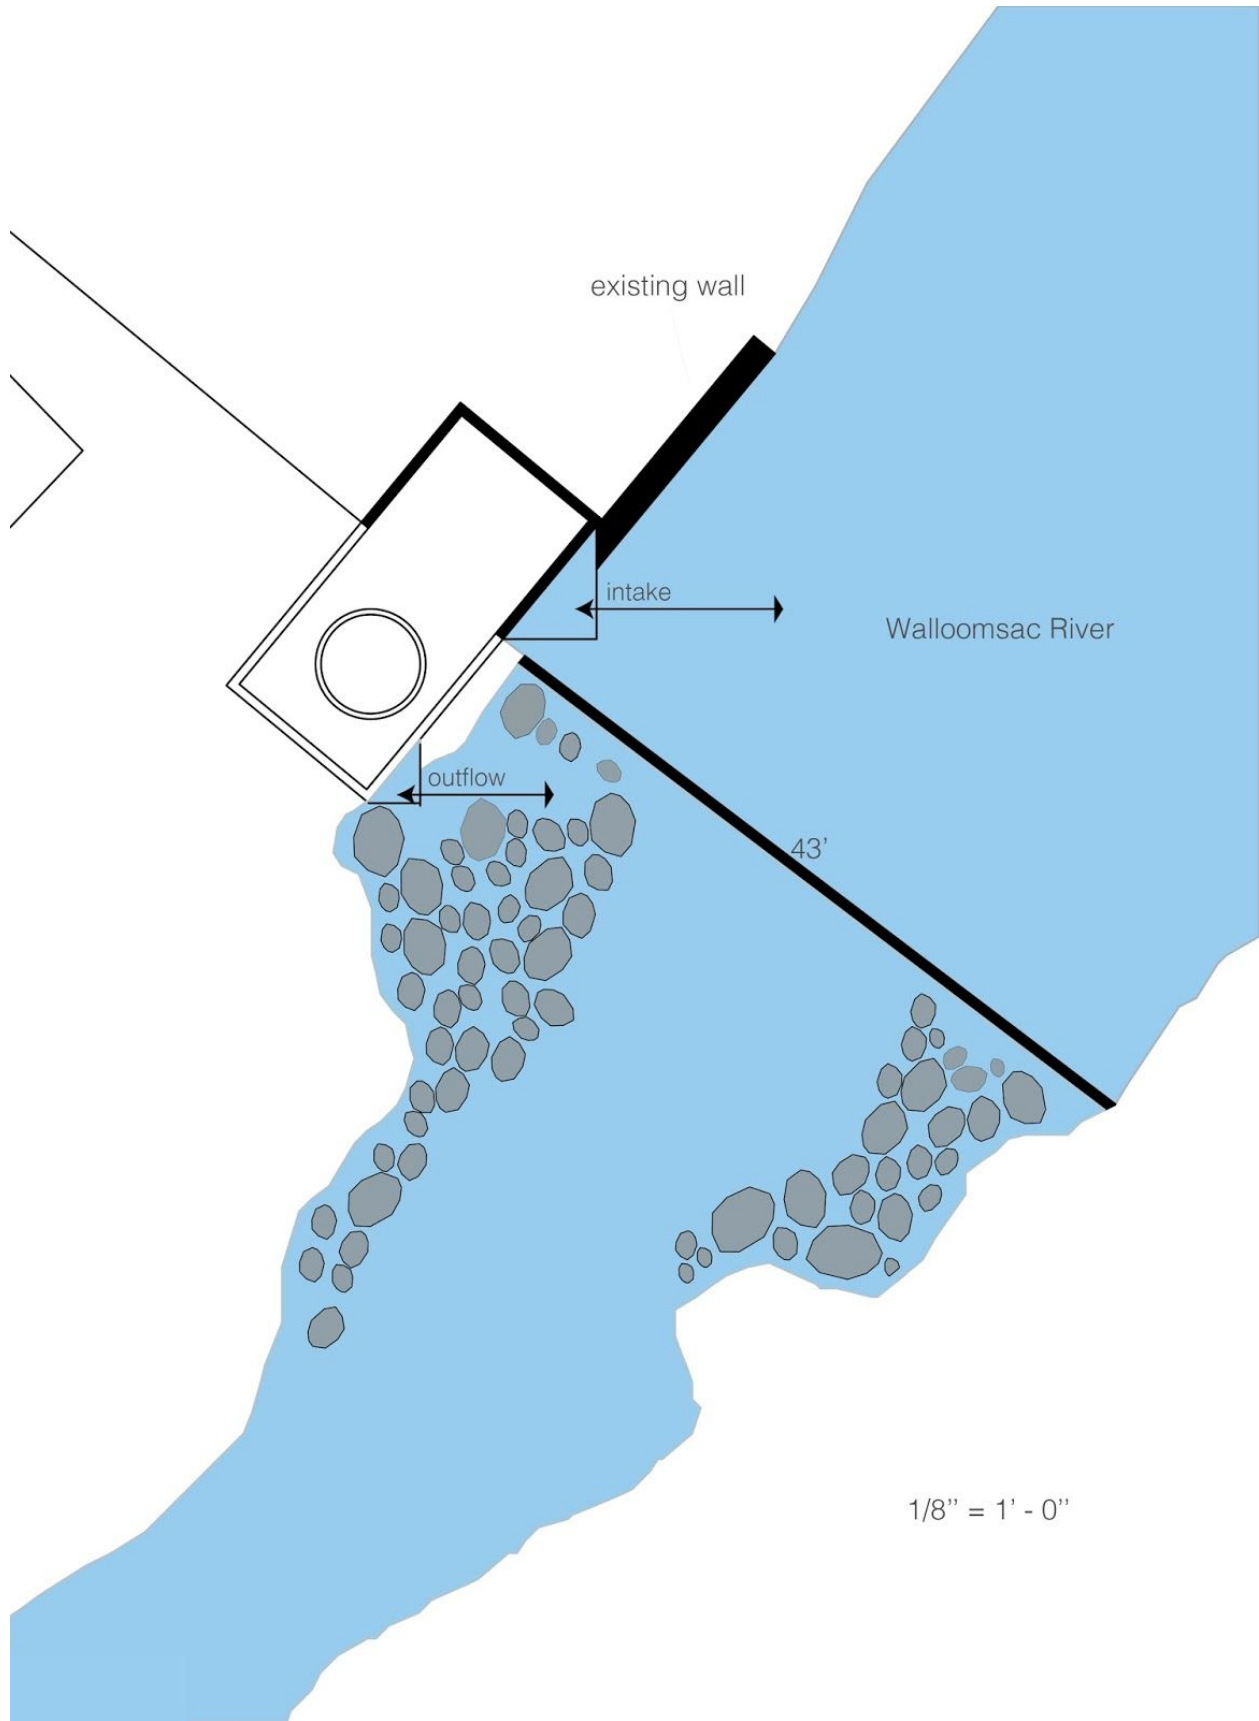 existing wall
intake
Walloomsac River
outflow
43’
1/8’’ = 1’ - 0’’